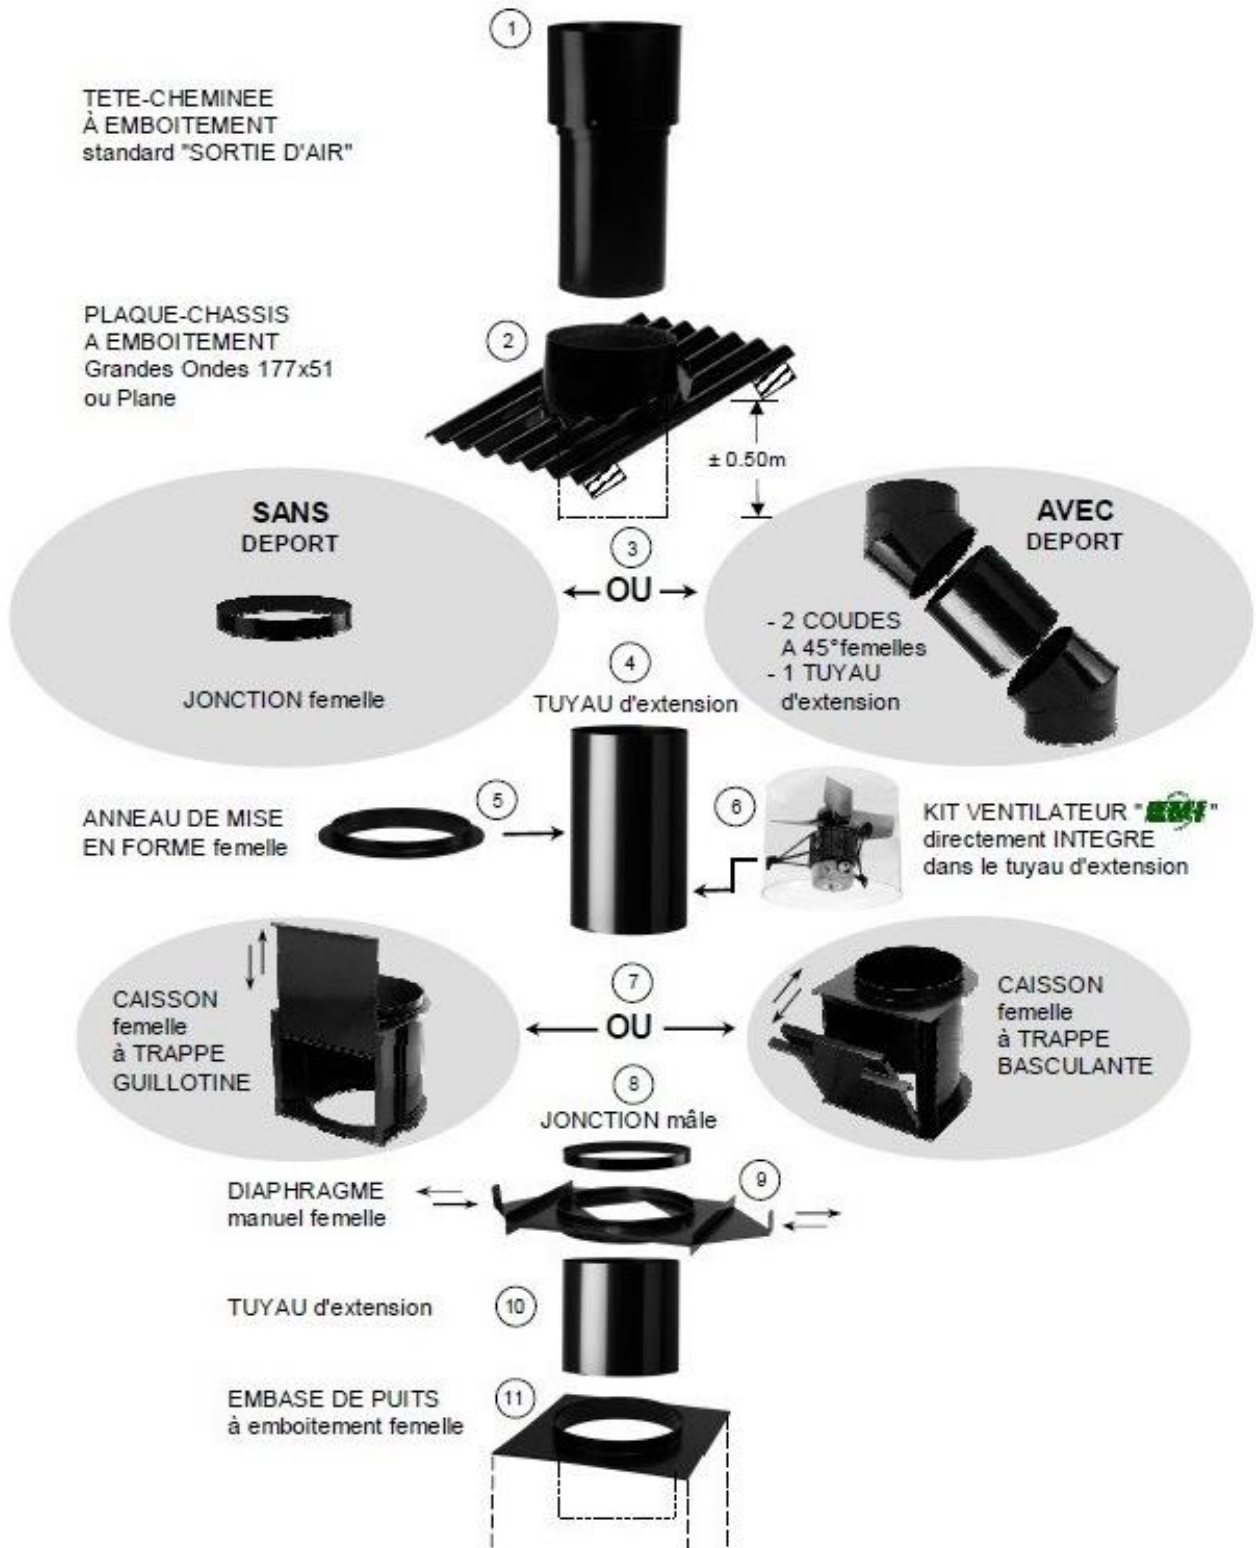 1
TETE-CHEMINEE
À EMBOITEMENT
standard "SORTIE D'AIR"
PLAQUE-CHASSIS
A EMBOITEMENT
Grandes Ondes 177x51
ou Plane
2
± 0.50m
SANS
DEPORT
JONCTION femelle
3
OU
AVEC
DEPORT
- 2 COUDES
A 45°femelles
- 1 TUYAU
d'extension
4
TUYAU d'extension
5
ANNEAU DE MISE
EN FORME femelle
6
KIT VENTILATEUR " "
directement INTEGRE
dans le tuyau d'extension
CAISSON
femelle
à TRAPPE
GUILLOTINE
7
OU
CAISSON
femelle
à TRAPPE
BASCULANTE
8
JONCTION mâle
DIAPHRAGME
manuel femelle
9
TUYAU d'extension
10
EMBASE DE PUITS
à emboitement femelle
11